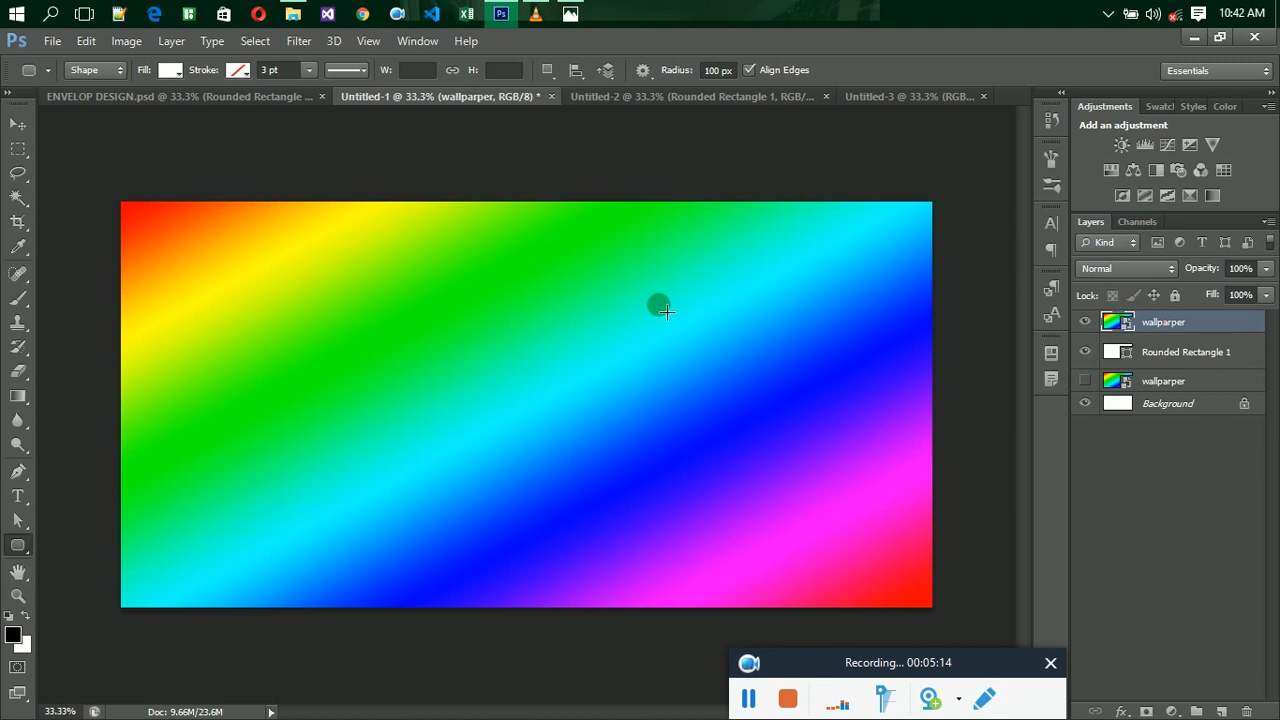 10:42 AM
Ps File Edit Image Layer Type Select Filter 3D View Window Help
Shape Fill: Stroke: 3 pt W: H: Radius: 100 px Align Edges Essentials
ENVELOP DESIGN.psd @ 33.3% (Rounded Rectangle ... × Untitled-1 @ 33.3% (wallparper, RGB/8) * × Untitled-2 @ 33.3% (Rounded Rectangle 1, RGB/... × Untitled-3 @ 33.3% (RGB... ×
Adjustments Swatcl Styles Color
Add an adjustment
Layers Channels
Kind
Normal Opacity: 100%
Lock: Fill: 100%
wallparper
Rounded Rectangle 1
wallparper
Background
Recording... 00:05:14
33.33% Doc: 9.66M/23.6M